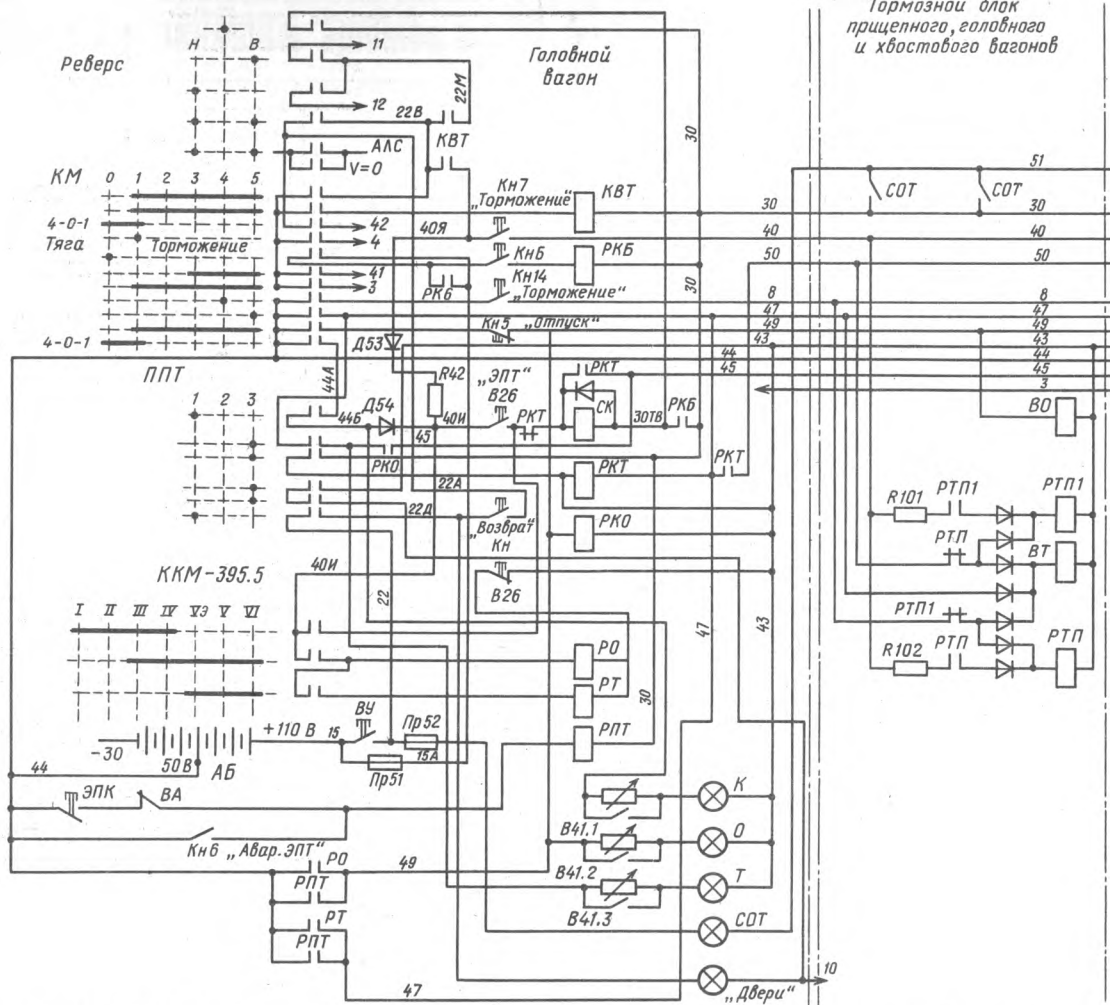 Тормозной блок
прицепного, головного
и хвостового вагонов
Реверс
Н
В
11
12
Головной
вагон
22В
22М
АЛС
V=0
КВТ
30
51
СОТ
СОТ
КМ
0 1 2 3 4 5
4-0-1
Тяга
Торможение
4-0-1
42
4
41
3
40Я
Кн7
„Торможение“
КВТ
30
30
40
40
Кн6
РКБ
50
50
РКБ
Кн14
„Торможение“
30
8
8
47
47
Кн5 „Отпуск“
49
49
43
43
44
44
45
45
3
Д53
R42
ППТ
1 2 3
44А
44Б
Д54
40И
45
РКО
„ЭПТ“
В26
РКТ
РКТ
СК
30ТВ
РКБ
ВО
22А
22Д
РКТ
РКТ
„Возврат“
Кн
РКО
R101
РТП1
РТП1
РТП
ВТ
РТП1
R102
РТП
РТП
ККМ-395.5
40И
22
В26
47
43
I II III IV Vэ V VI
РО
РТ
30
РПТ
-30
+110 В
15
ВУ
Пр52
15А
Пр51
50В
АБ
44
ЭПК
ВА
К
Кн6 „Авар.ЭПТ“
В41.1
О
РО
49
РПТ
В41.2
Т
РТ
РПТ
В41.3
СОТ
10
„Двери“
47